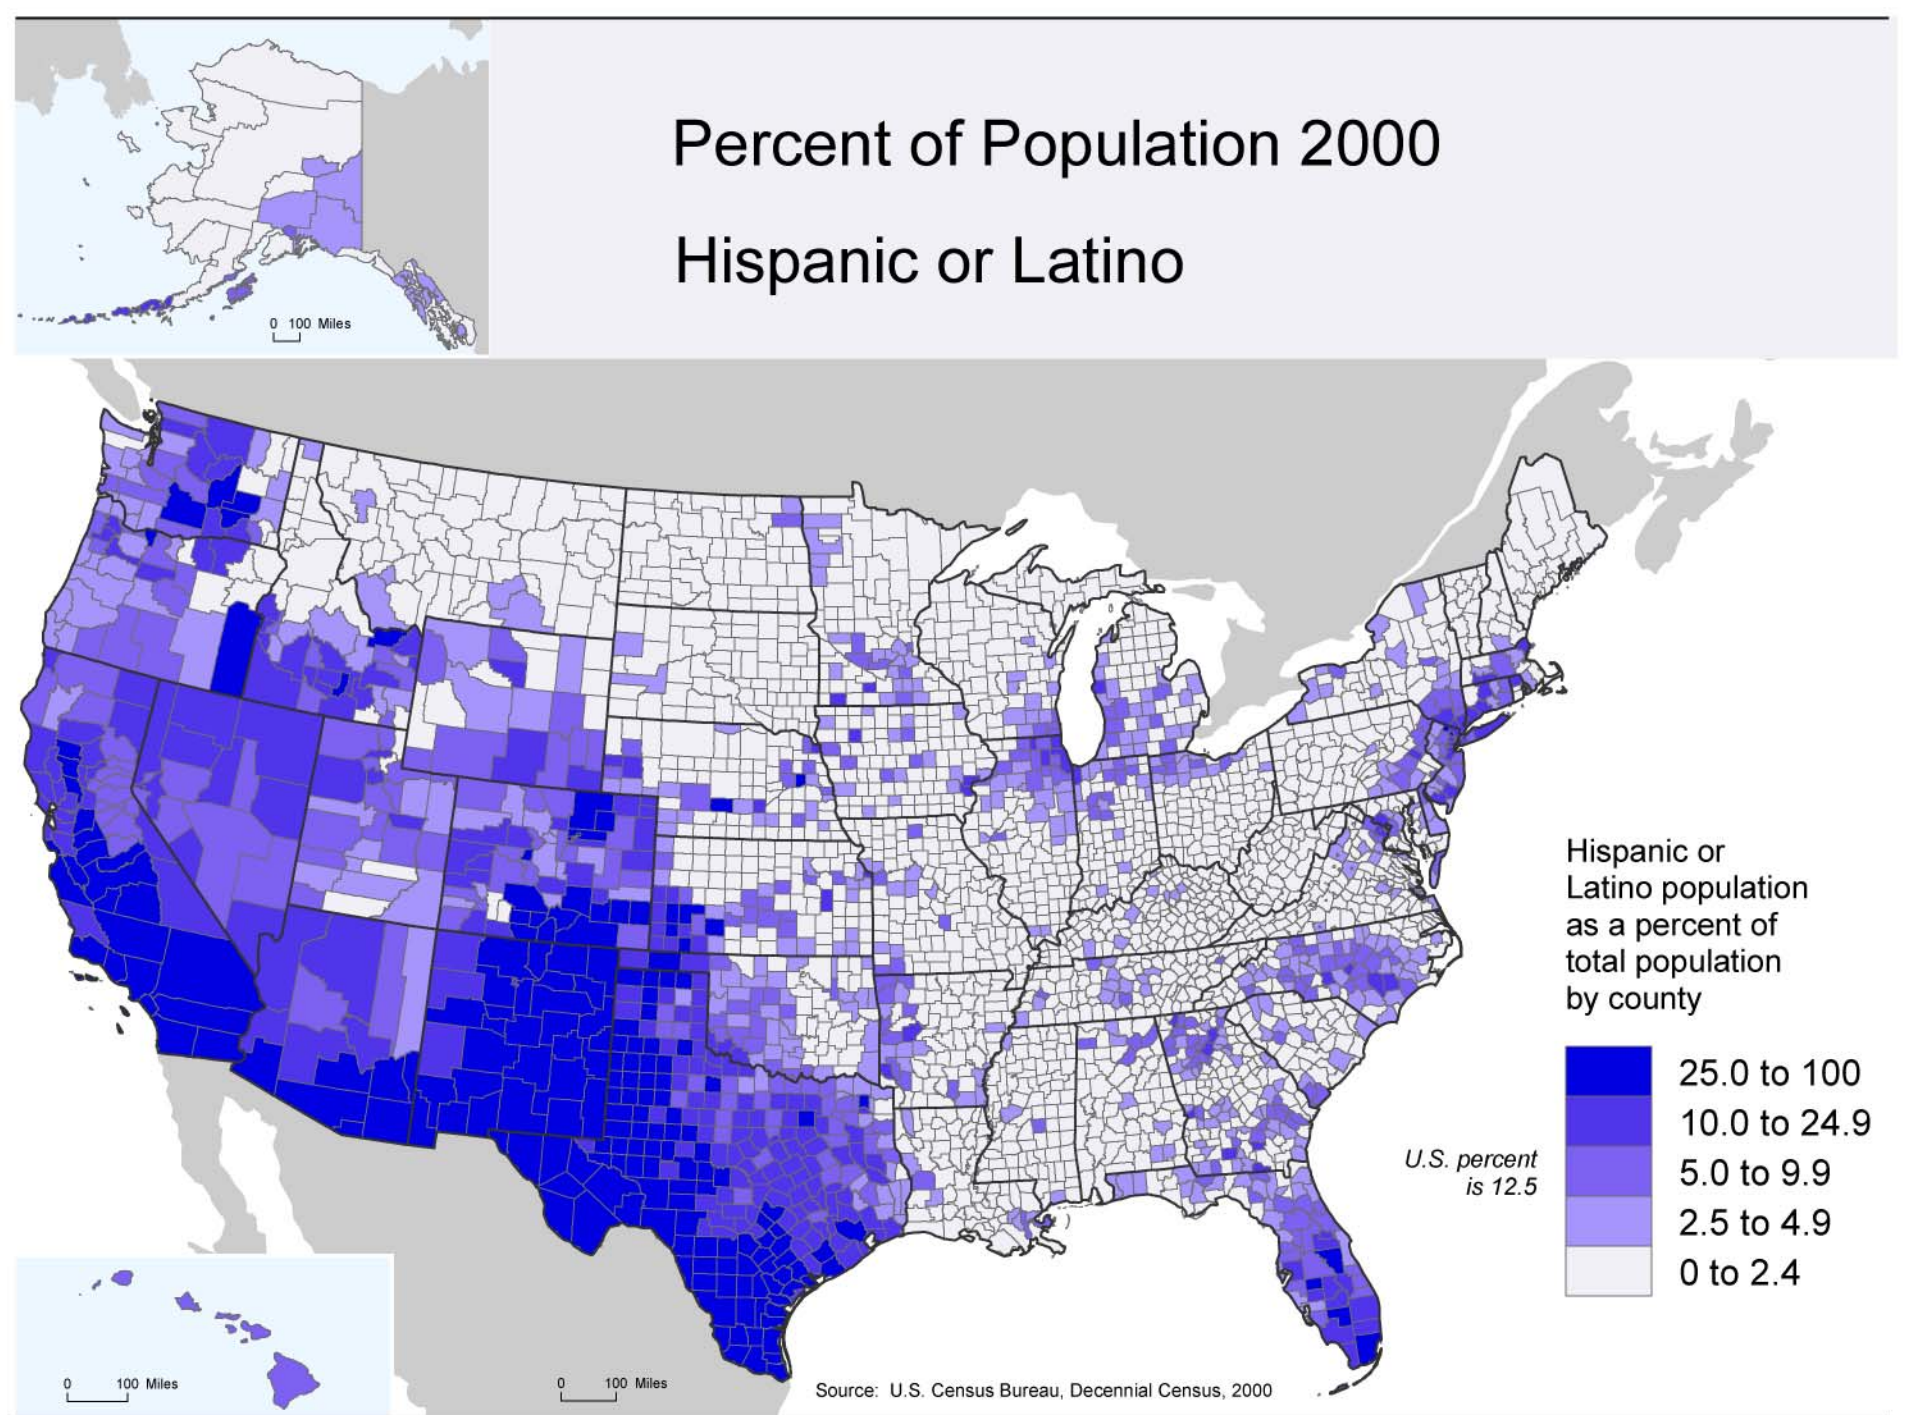 Percent of Population 2000
Hispanic or Latino
0 100 Miles
Hispanic or
Latino population
as a percent of
total population
by county
25.0 to 100
10.0 to 24.9
5.0 to 9.9
2.5 to 4.9
0 to 2.4
U.S. percent
is 12.5
0 100 Miles
0 100 Miles
Source: U.S. Census Bureau, Decennial Census, 2000